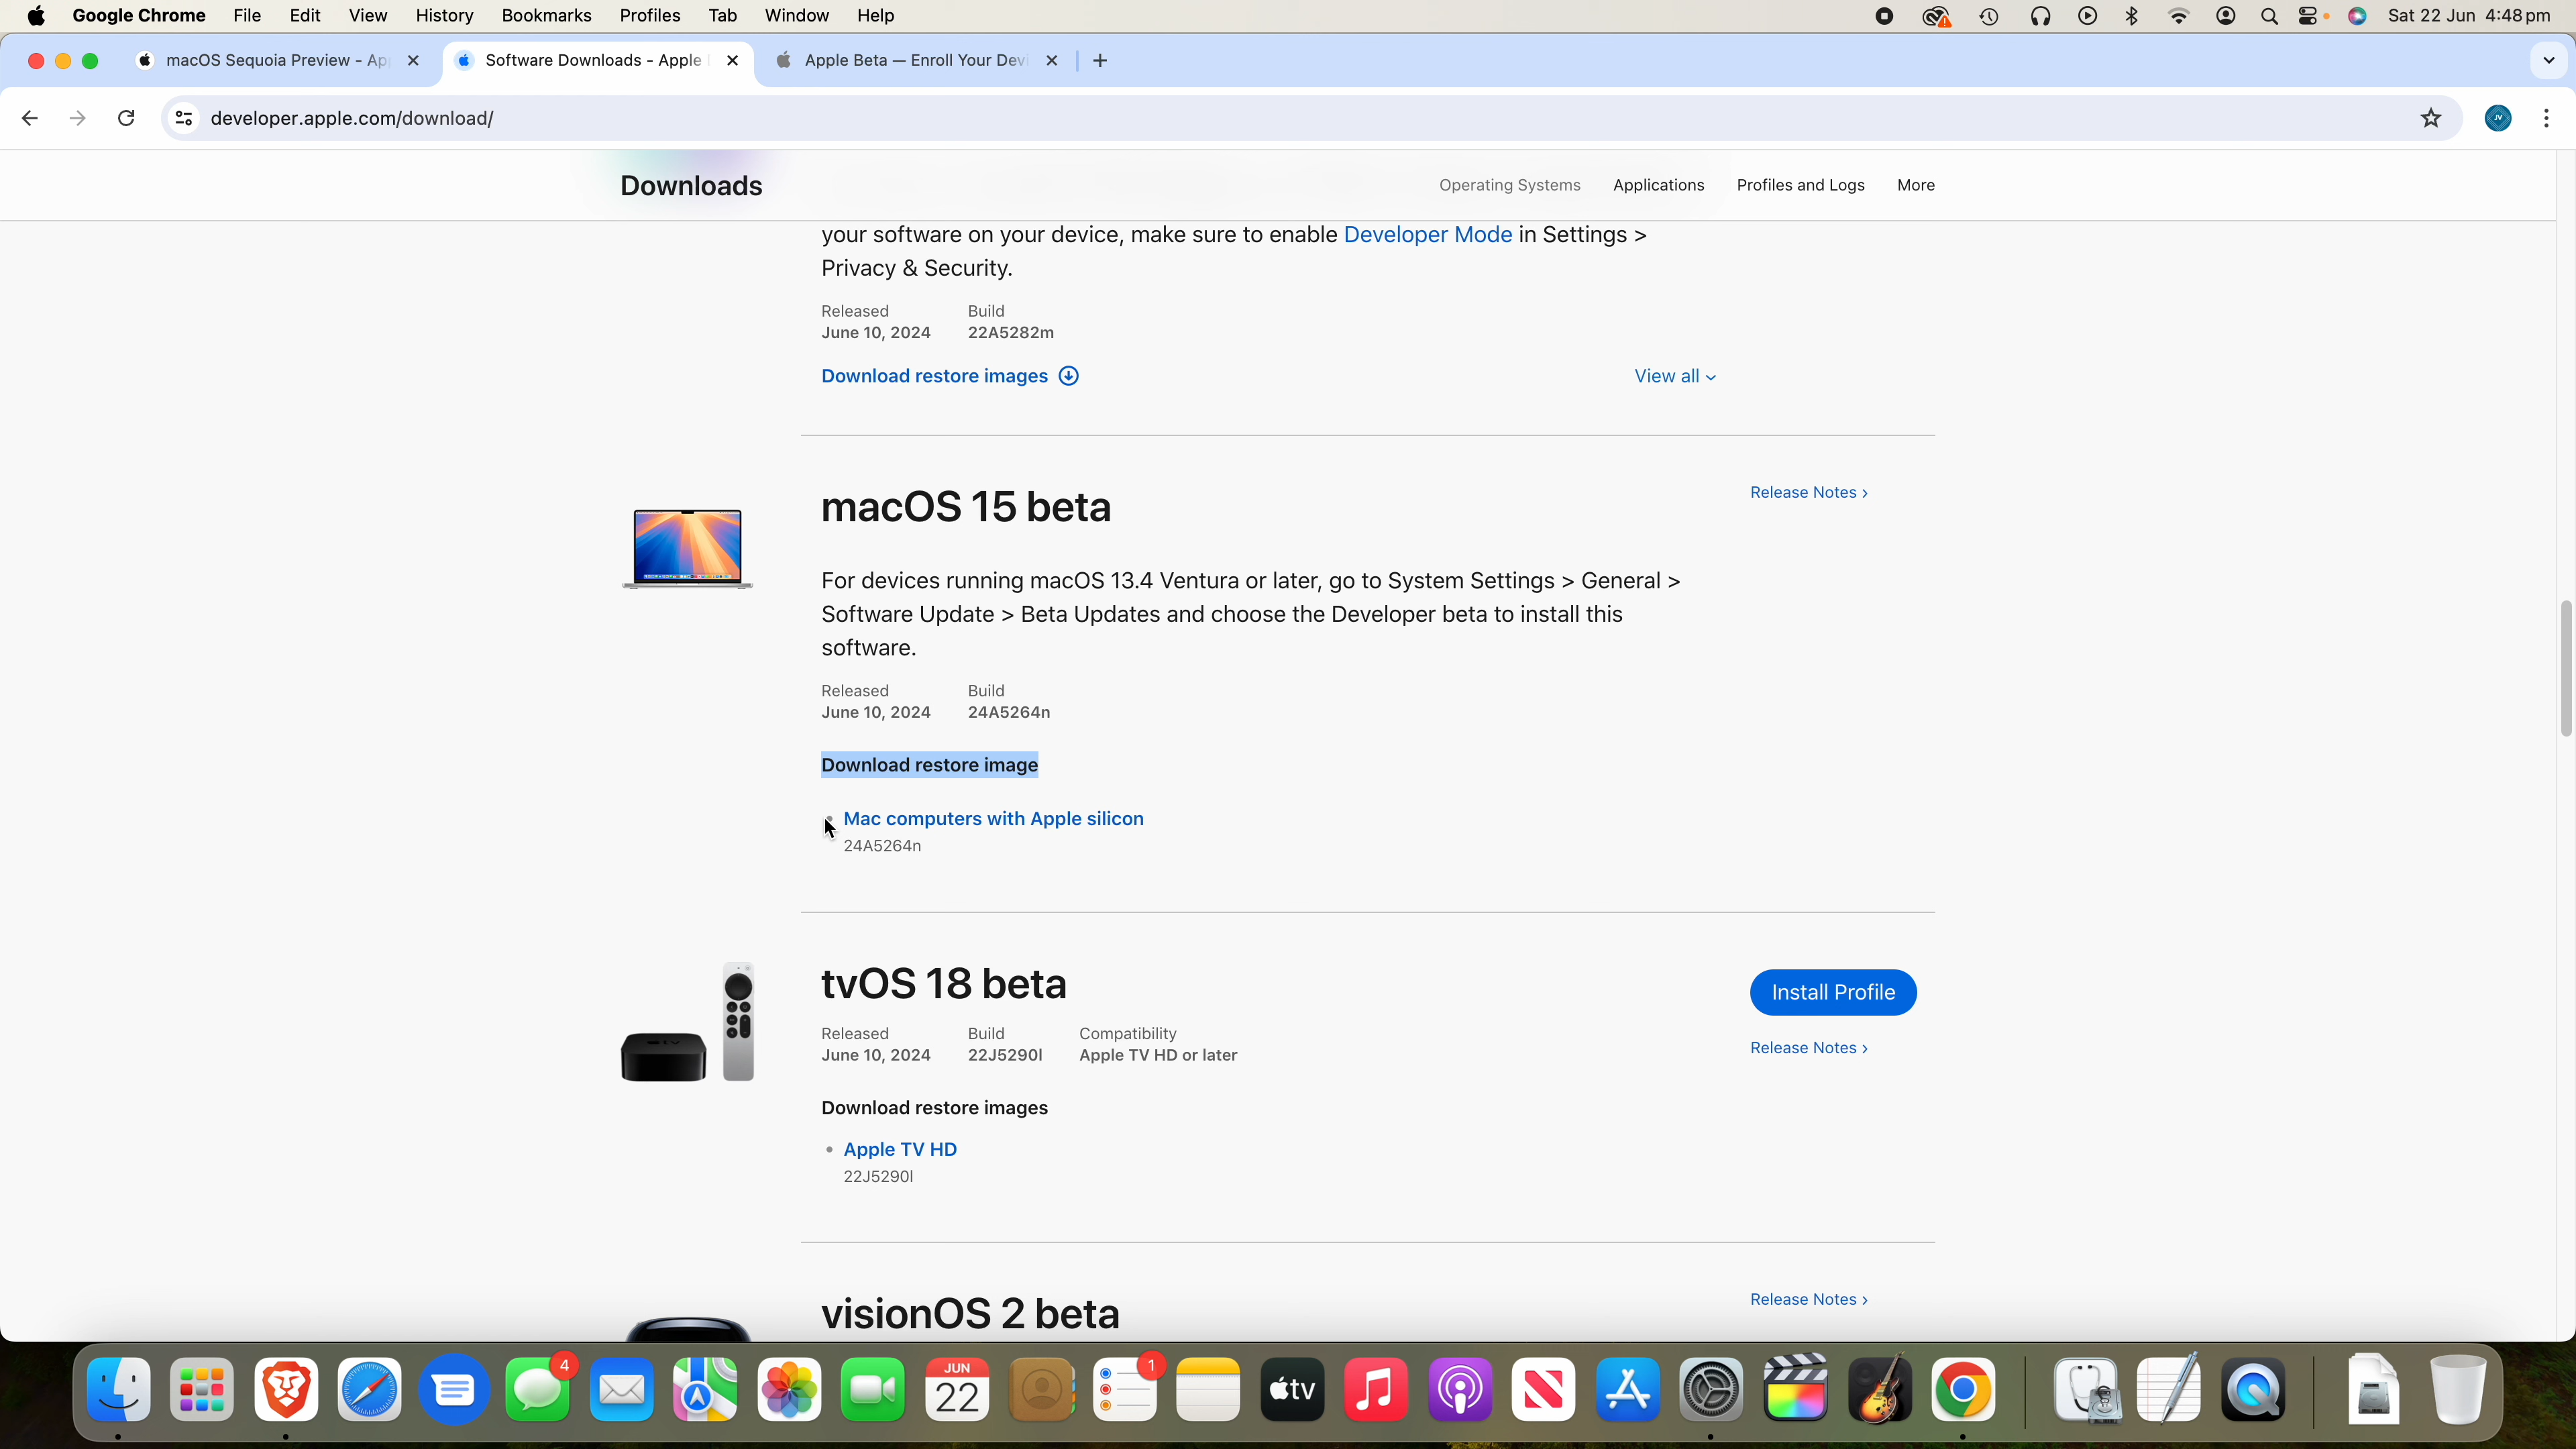 Google Chrome File Edit View History Bookmarks Profiles Tab Window Help Sat 22 Jun 4:48 pm
macOS Sequoia Preview - Ap Software Downloads - Apple Apple Beta — Enroll Your Dev
developer.apple.com/download/ JV
Downloads Operating Systems Applications Profiles and Logs More
your software on your device, make sure to enable Developer Mode in Settings >
Privacy & Security.
Released Build
June 10, 2024 22A5282m
Download restore images View all
macOS 15 beta Release Notes >
For devices running macOS 13.4 Ventura or later, go to System Settings > General >
Software Update > Beta Updates and choose the Developer beta to install this
software.
Released Build
June 10, 2024 24A5264n
Download restore image
• Mac computers with Apple silicon
24A5264n
tvOS 18 beta Install Profile
Released Build Compatibility
June 10, 2024 22J5290l Apple TV HD or later
Release Notes >
Download restore images
• Apple TV HD
22J5290l
visionOS 2 beta Release Notes >
4 JUN 1 tv
22